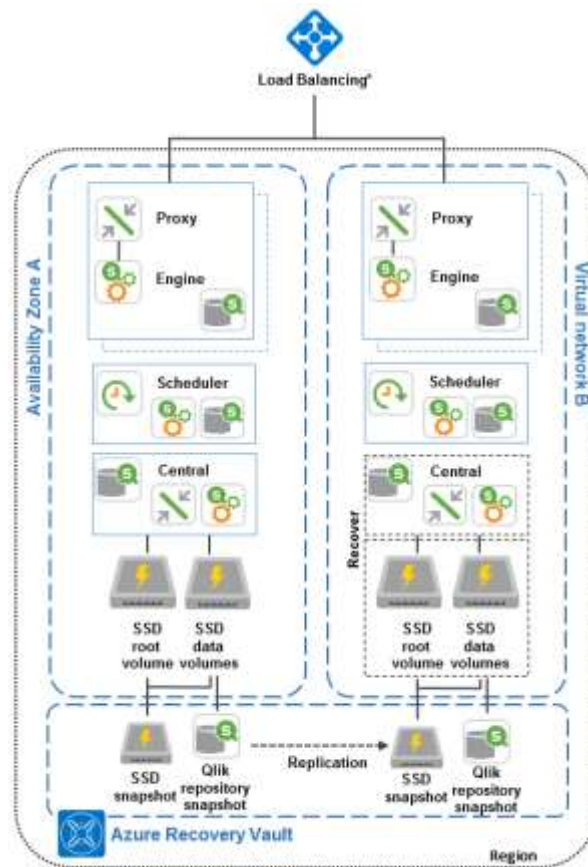 Load Balancing*
Availability Zone A
Proxy
Engine
Scheduler
Central
SSD
root
volume
SSD
data
volumes
Virtual network B
Proxy
Engine
Scheduler
Central
Recover
SSD
root
volume
SSD
data
volumes
SSD
snapshot
Qlik
repository
snapshot
Replication
SSD
snapshot
Qlik
repository
snapshot
Azure Recovery Vault
Region